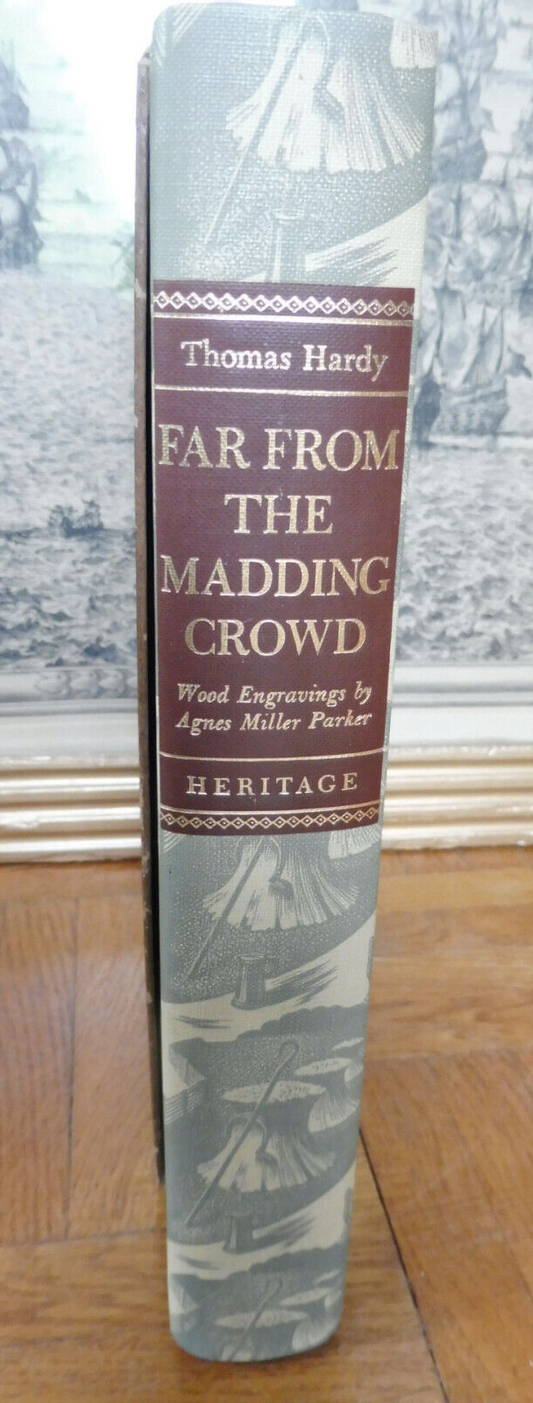 Thomas Hardy
FAR FROM
THE
MADDING
CROWD
Wood Engravings by
Agnes Miller Parker
HERITAGE